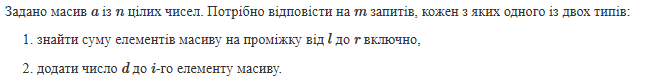 Задано масив a із n цілих чисел. Потрібно відповісти на m запитів, кожен з яких одного із двох типів:
1. знайти суму елементів масиву на проміжку від l до r включно,
2. додати число d до i-го елементу масиву.